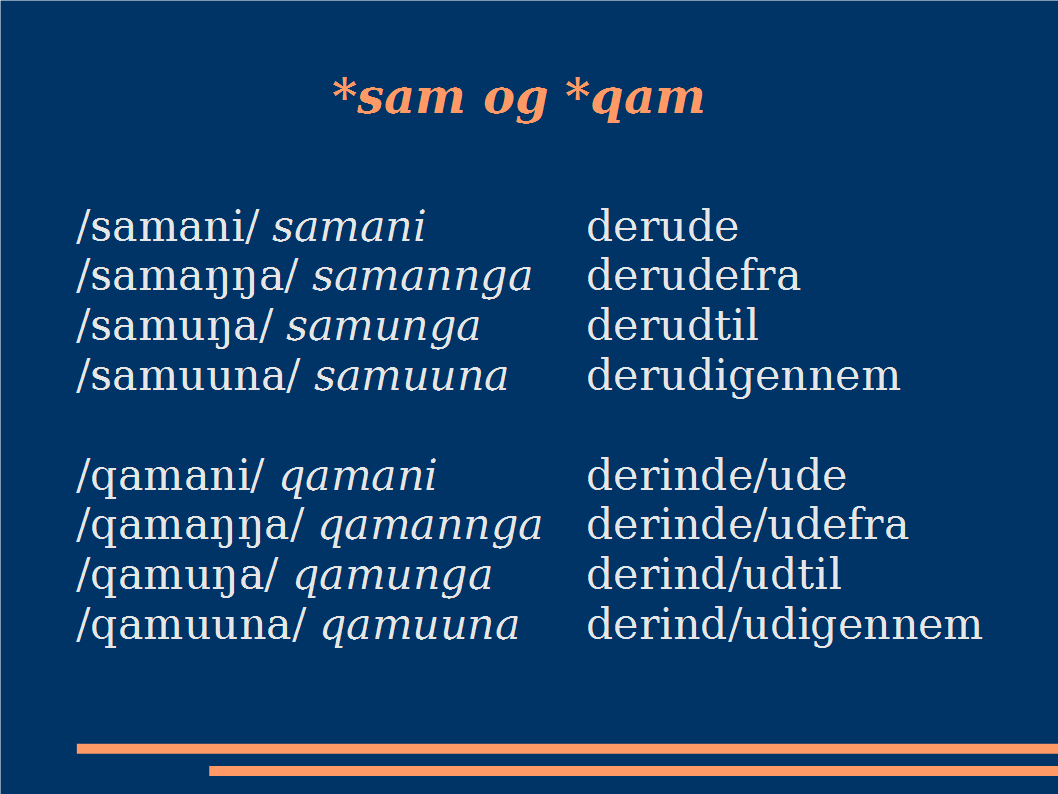 *sam og *qam
/samani/ samani derude
/samaŋŋa/ samannga derudefra
/samuŋa/ samunga derudtil
/samuuna/ samuuna derudigennem
/qamani/ qamani derinde/ude
/qamaŋŋa/ qamannga derinde/udefra
/qamuŋa/ qamunga derind/udtil
/qamuuna/ qamuuna derind/udigennem